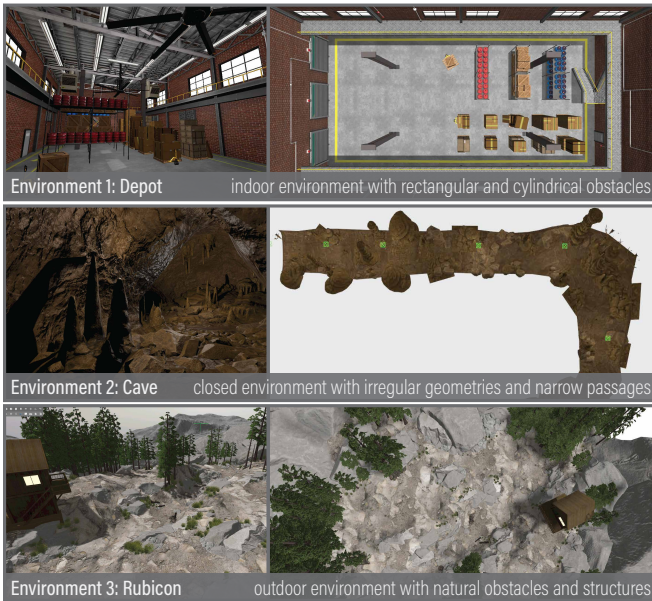 Environment 1: Depot indoor environment with rectangular and cylindrical obstacles
Environment 2: Cave closed environment with irregular geometries and narrow passages
Environment 3: Rubicon outdoor environment with natural obstacles and structures